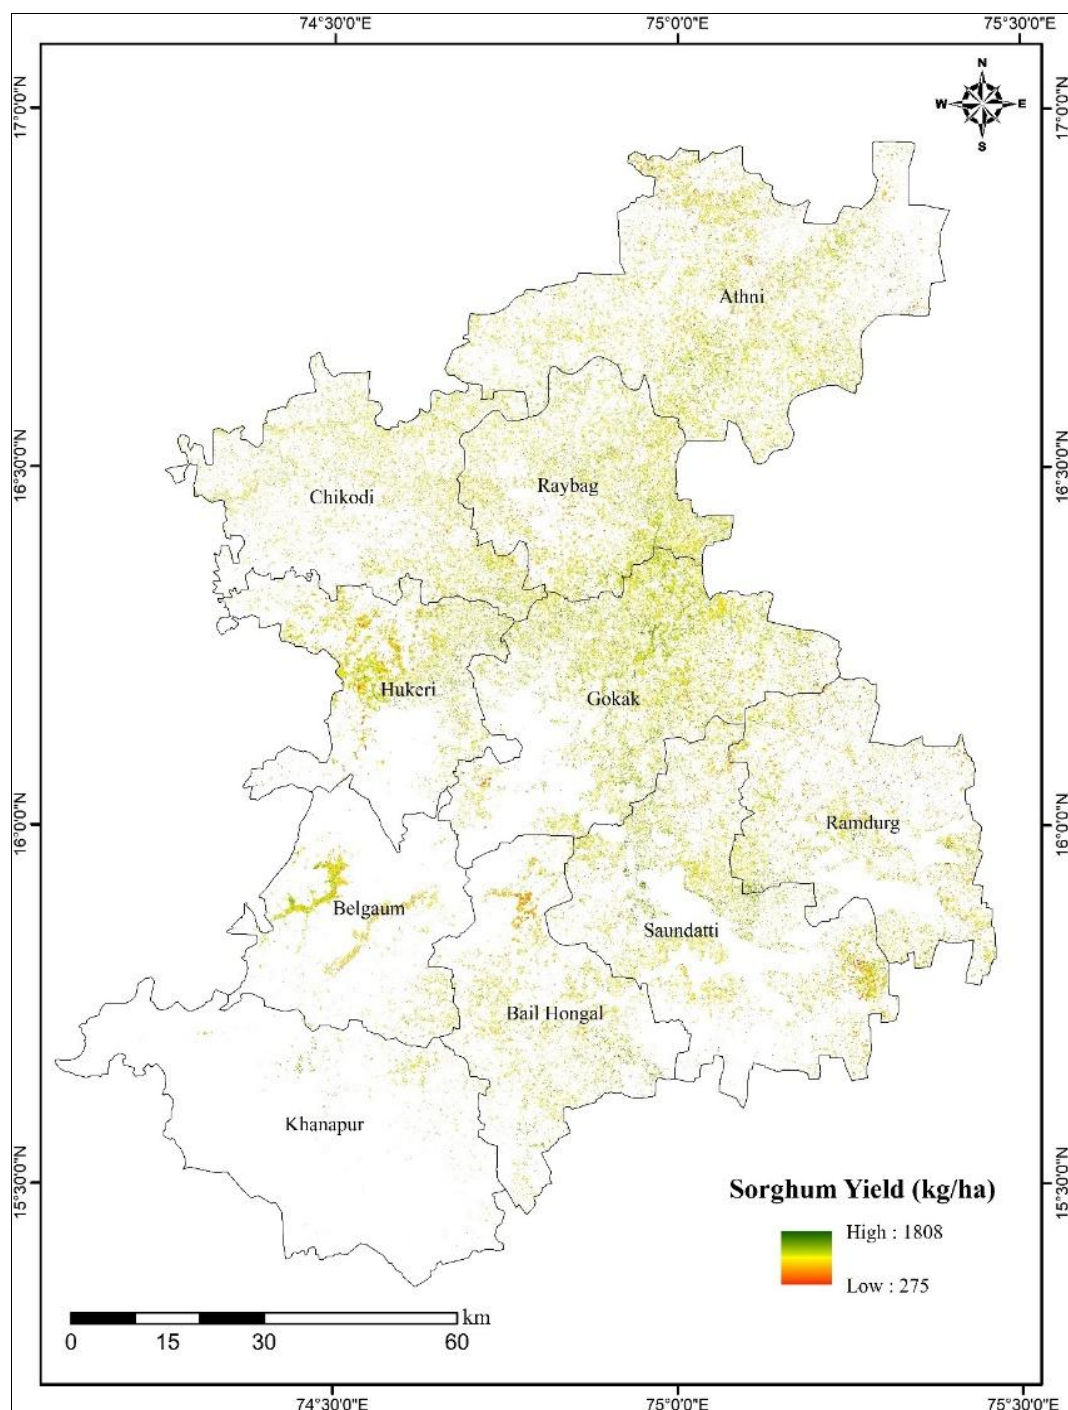 74°30'0"E
75°0'0"E
75°30'0"E
N
W
E
S
17°0'0"N
17°0'0"N
Athni
16°30'0"N
16°30'0"N
Raybag
Chikodi
Hukeri
Gokak
16°0'0"N
16°0'0"N
Ramdurg
Belgaum
Saundatti
Bail Hongal
Khanapur
15°30'0"N
15°30'0"N
Sorghum Yield (kg/ha)
High : 1808
Low : 275
km
0
15
30
60
74°30'0"E
75°0'0"E
75°30'0"E